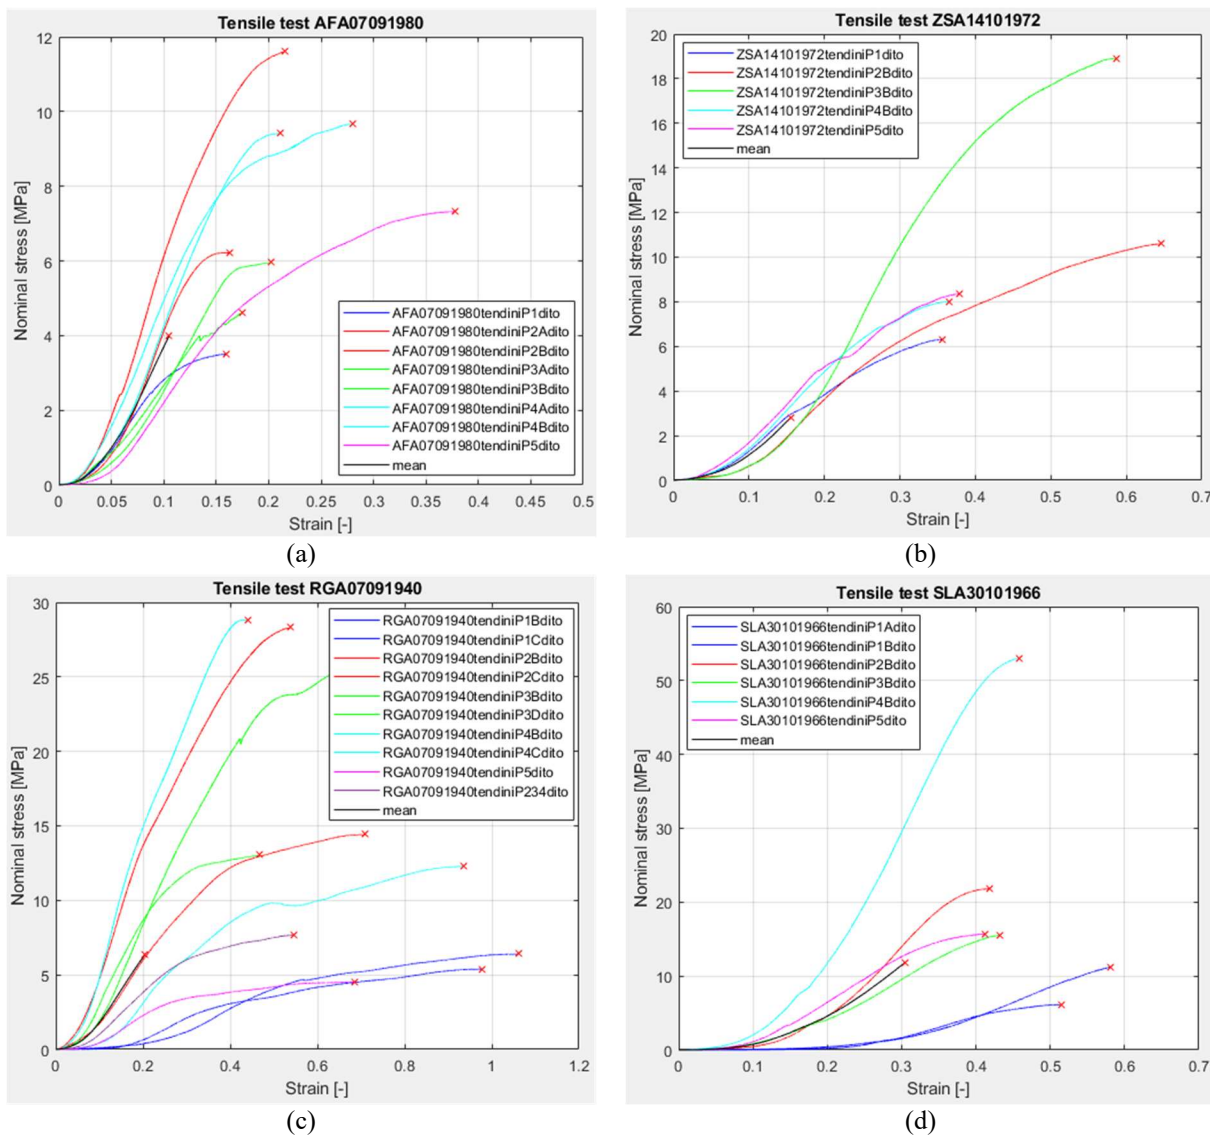 Tensile test AFA07091980
12
10
8
6
4
2
0
Nominal stress [MPa]
AFA07091980tendiniP1dito
AFA07091980tendiniP2Adito
AFA07091980tendiniP2Bdito
AFA07091980tendiniP3Adito
AFA07091980tendiniP3Bdito
AFA07091980tendiniP4Adito
AFA07091980tendiniP4Bdito
AFA07091980tendiniP5dito
mean
0 0.05 0.1 0.15 0.2 0.25 0.3 0.35 0.4 0.45 0.5
Strain [-]
(a)
Tensile test ZSA14101972
20
18
16
14
12
10
8
6
4
2
0
Nominal stress [MPa]
ZSA14101972tendiniP1dito
ZSA14101972tendiniP2Bdito
ZSA14101972tendiniP3Bdito
ZSA14101972tendiniP4Bdito
ZSA14101972tendiniP5dito
mean
0 0.1 0.2 0.3 0.4 0.5 0.6 0.7
Strain [-]
(b)
Tensile test RGA07091940
30
25
20
15
10
5
0
Nominal stress [MPa]
RGA07091940tendiniP1Bdito
RGA07091940tendiniP1Cdito
RGA07091940tendiniP2Bdito
RGA07091940tendiniP2Cdito
RGA07091940tendiniP3Bdito
RGA07091940tendiniP3Ddito
RGA07091940tendiniP4Bdito
RGA07091940tendiniP4Cdito
RGA07091940tendiniP5dito
RGA07091940tendiniP234dito
mean
0 0.2 0.4 0.6 0.8 1 1.2
Strain [-]
(c)
Tensile test SLA30101966
60
50
40
30
20
10
0
Nominal stress [MPa]
SLA30101966tendiniP1Adito
SLA30101966tendiniP1Bdito
SLA30101966tendiniP2Bdito
SLA30101966tendiniP3Bdito
SLA30101966tendiniP4Bdito
SLA30101966tendiniP5dito
mean
0 0.1 0.2 0.3 0.4 0.5 0.6 0.7
Strain [-]
(d)